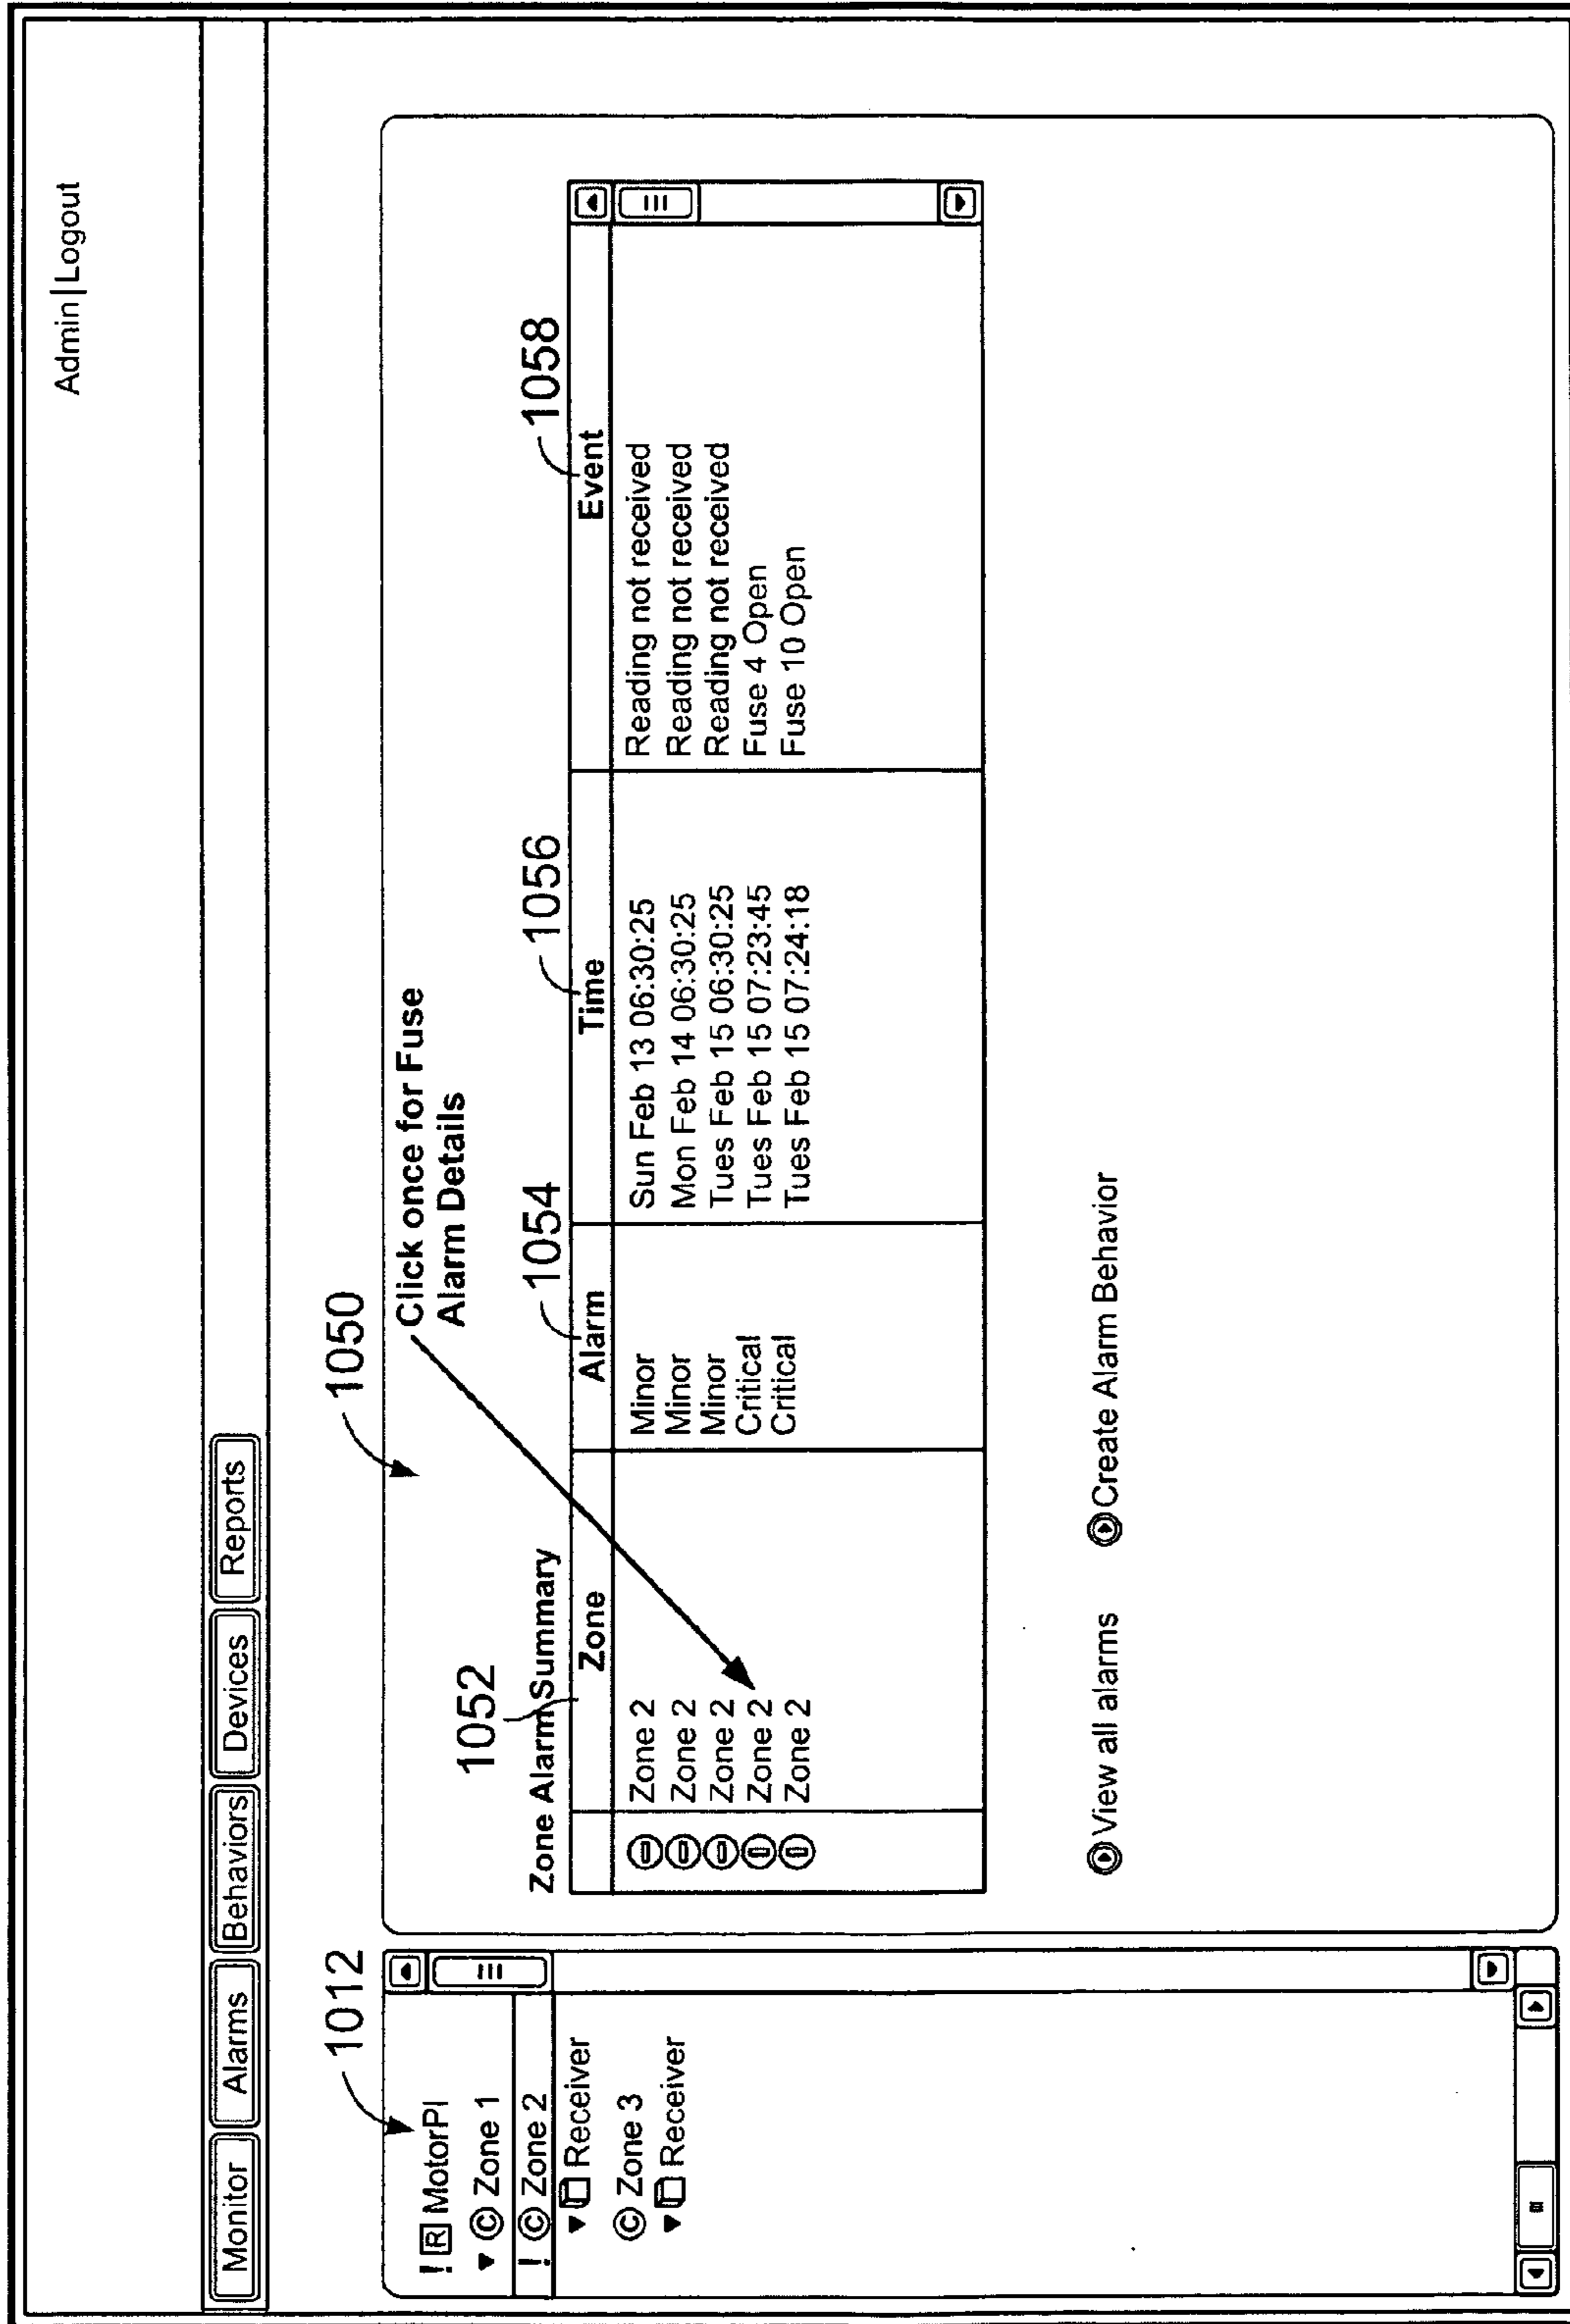 Admin|Logout
Monitor Alarms Behaviors Devices Reports
1012
! R MotorPl
© Zone 1
! © Zone 2
Receiver
© Zone 3
Receiver
1050
Click once for Fuse
Alarm Details
1052 1054 1056 1058
Zone Alarm Summary
Zone Alarm Time Event
Zone 2 Minor Sun Feb 13 06:30:25 Reading not received
Zone 2 Minor Mon Feb 14 06:30:25 Reading not received
Zone 2 Minor Tues Feb 15 06:30:25 Reading not received
Zone 2 Critical Tues Feb 15 07:23:45 Fuse 4 Open
Zone 2 Critical Tues Feb 15 07:24:18 Fuse 10 Open
View all alarms Create Alarm Behavior